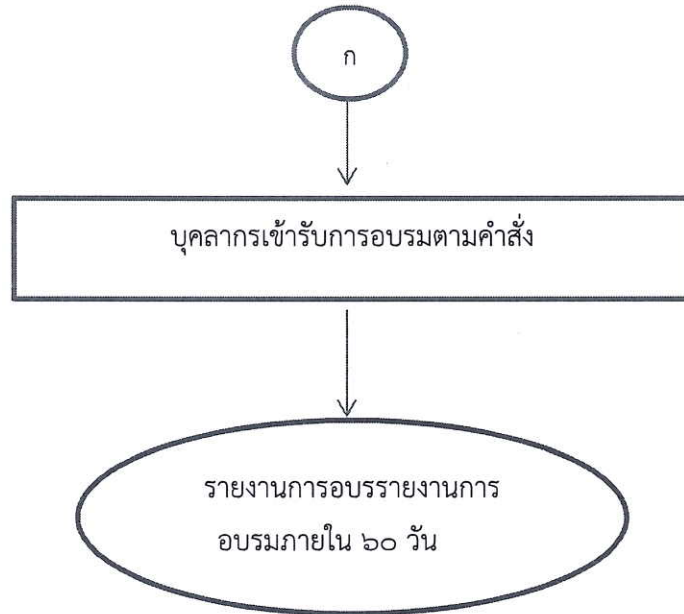 ก
บุคลากรเข้ารับการอบรมตามคำสั่ง
รายงานการอบรรายงานการ
อบรมภายใน ๖๐ วัน